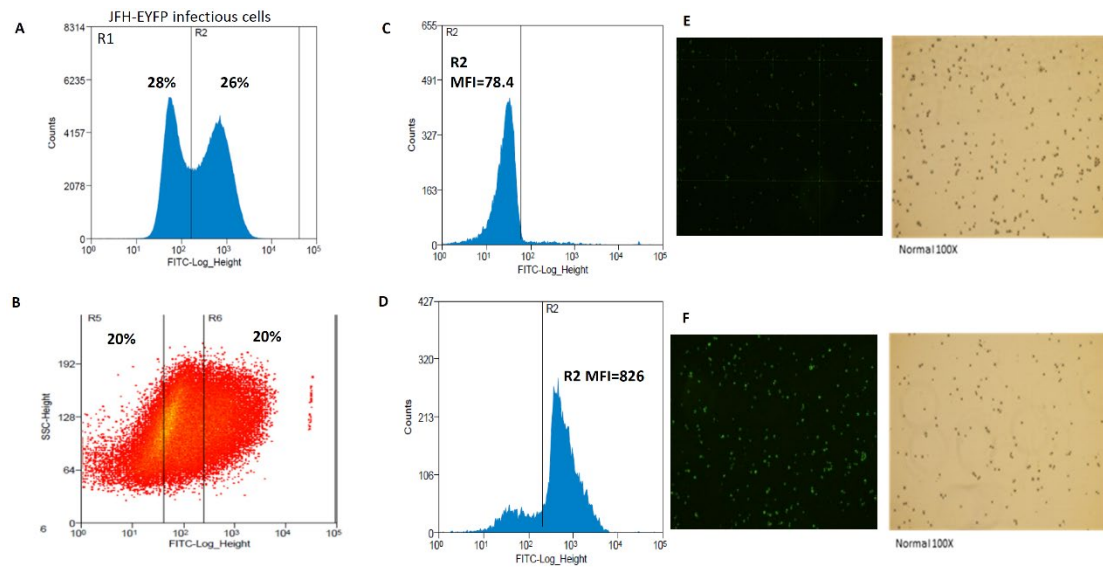 JFH-EYFP infectious cells
A
R1
R2
28%
26%
8314
6235
4157
2078
0
Counts
10⁰ 10¹ 10² 10³ 10⁴ 10⁵
FITC-Log_Height
B
R5
R6
20%
20%
192
128
64
0
6
SSC-Height
10⁰ 10¹ 10² 10³ 10⁴ 10⁵
FITC-Log_Height
C
R2
R2
MFI=78.4
655
491
327
163
0
Counts
10⁰ 10¹ 10² 10³ 10⁴ 10⁵
FITC-Log_Height
D
R2
R2 MFI=826
427
320
213
106
0
Counts
10⁰ 10¹ 10² 10³ 10⁴ 10⁵
FITC-Log_Height
E
Normal 100X
F
Normal 100X